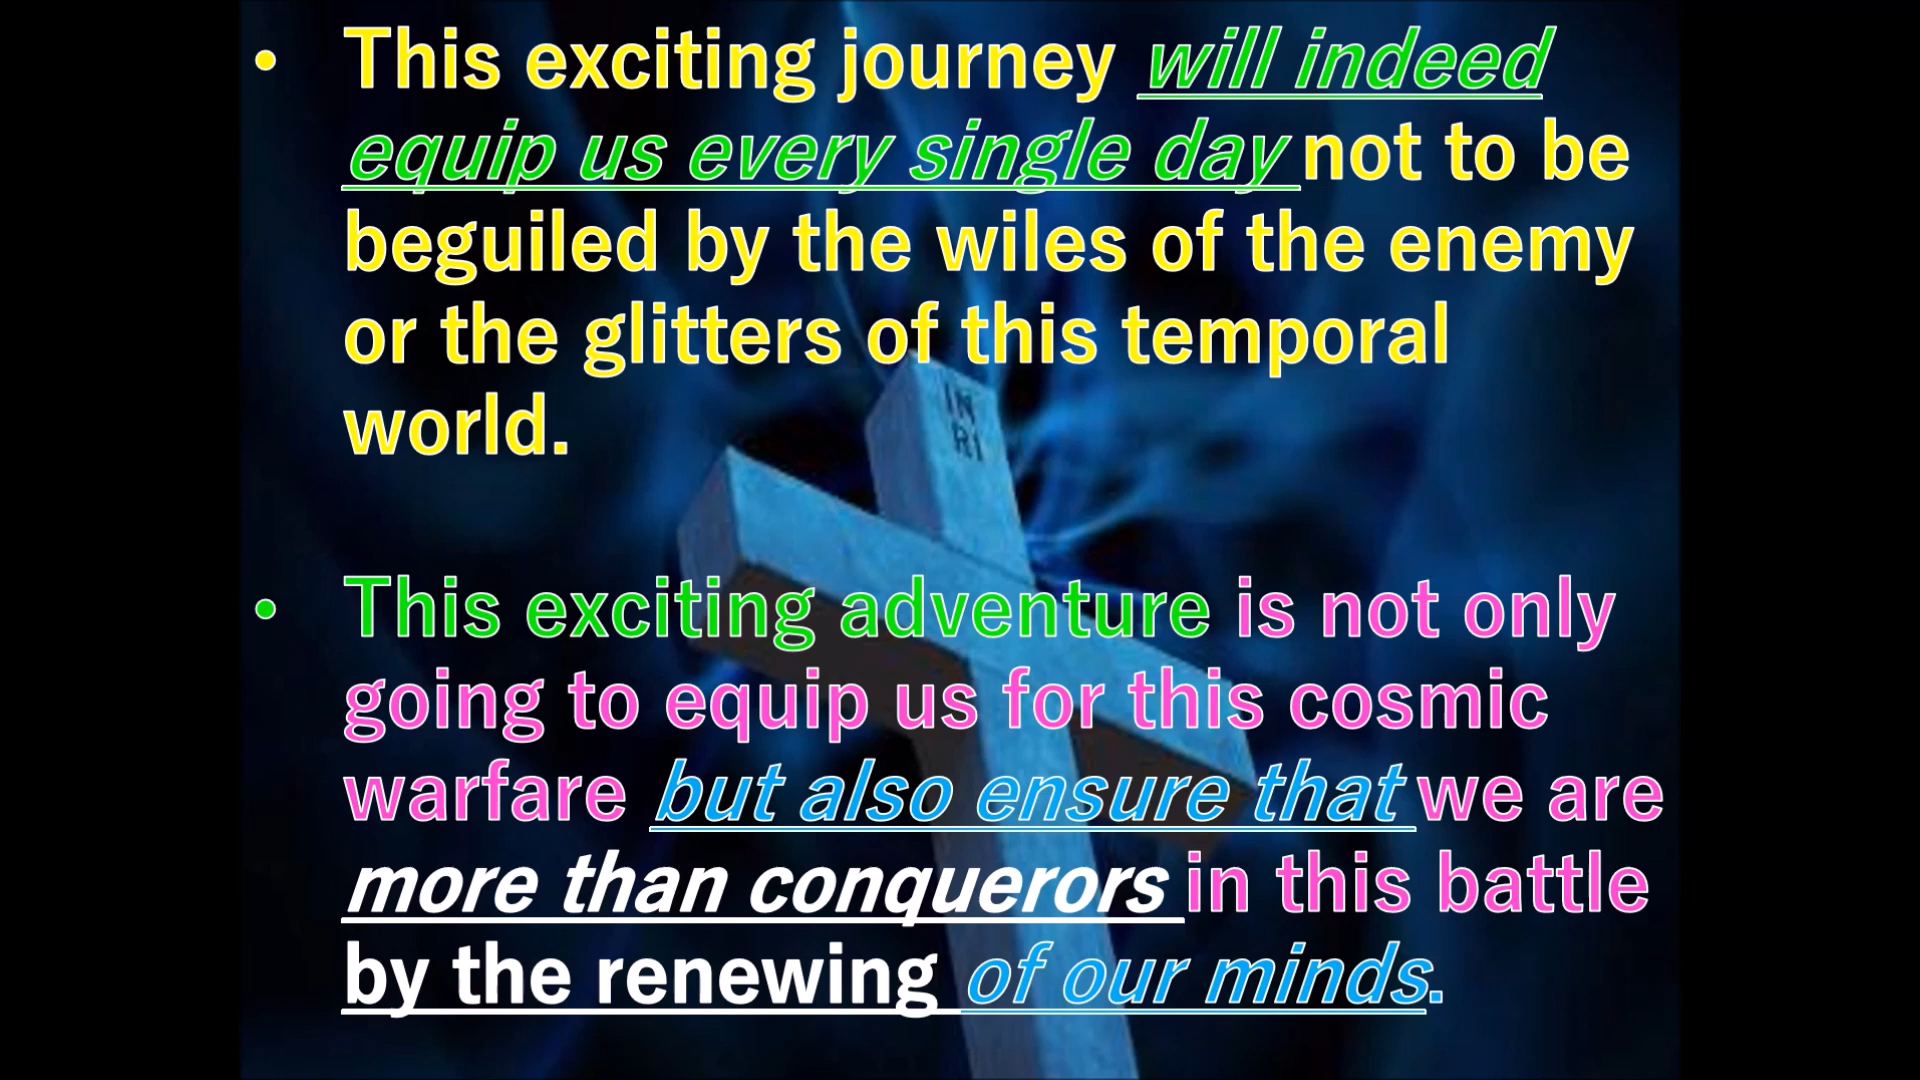 • This exciting journey will indeed
equip us every single day not to be
beguiled by the wiles of the enemy
or the glitters of this temporal
world.
IN
RI
• This exciting adventure is not only
going to equip us for this cosmic
warfare but also ensure that we are
more than conquerors in this battle
by the renewing of our minds.